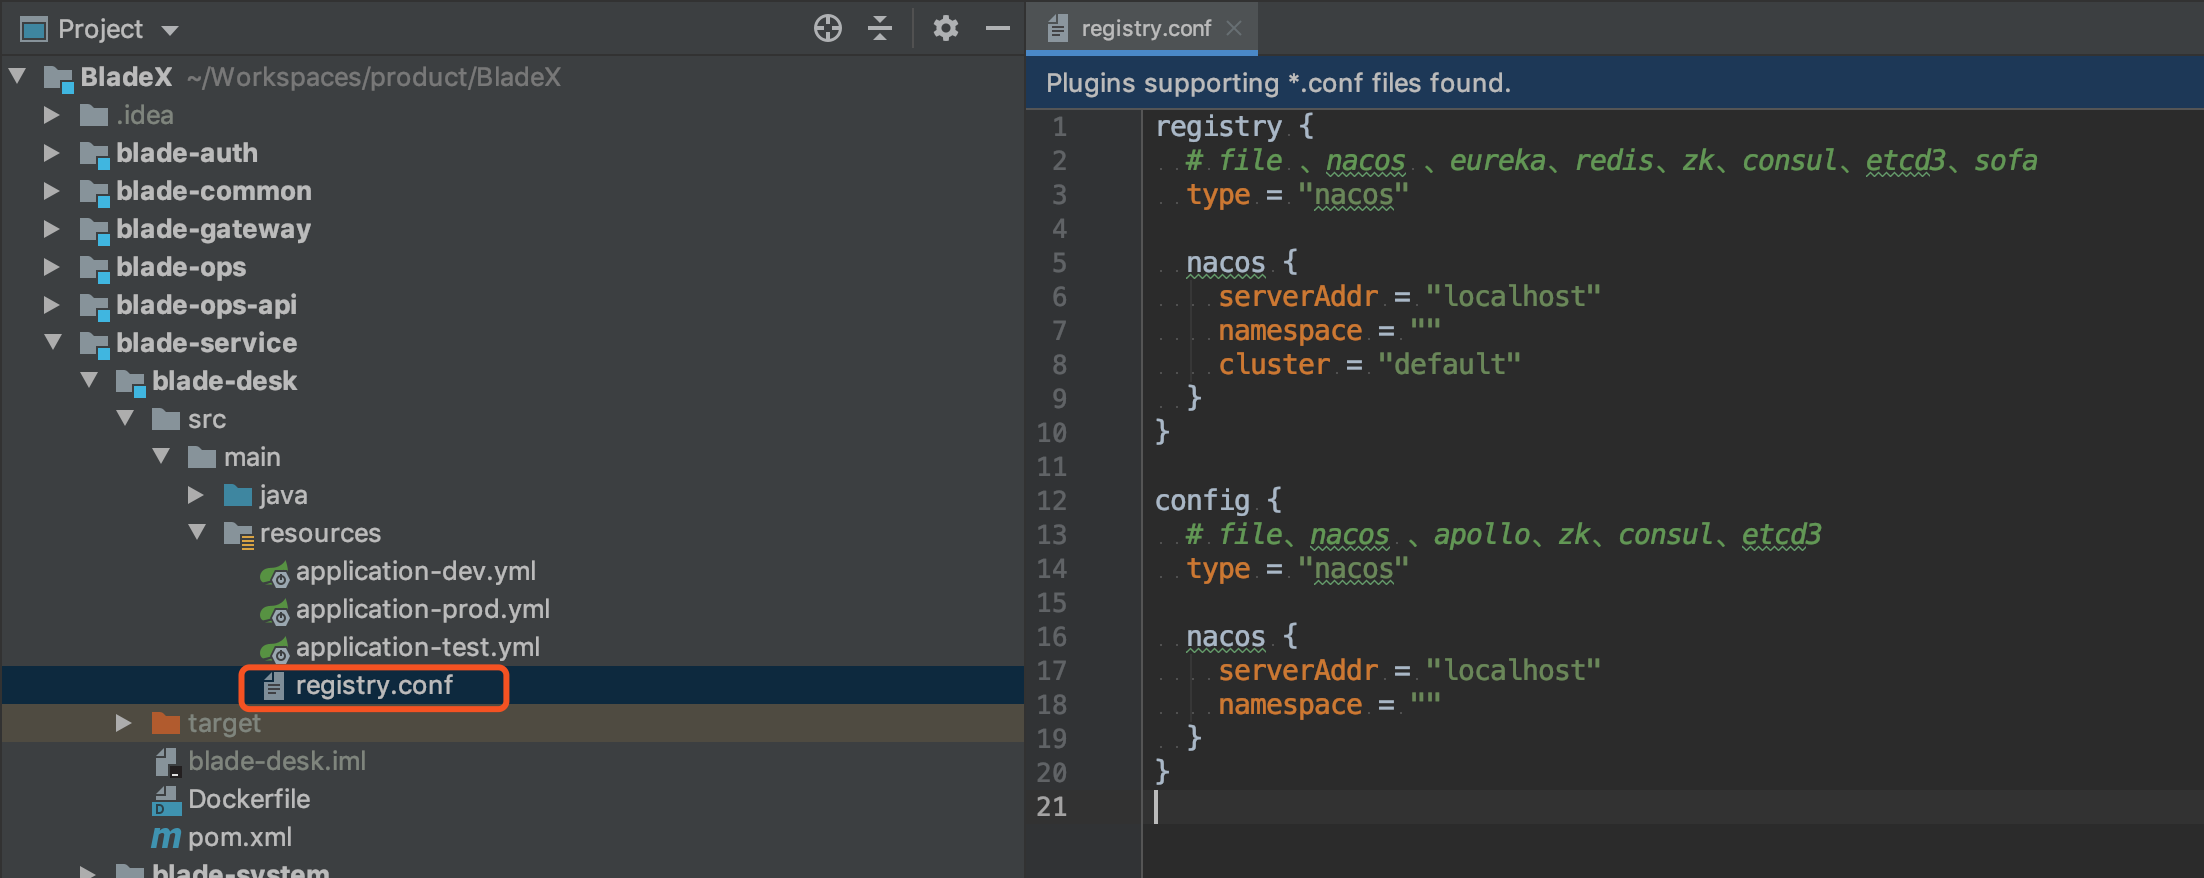 Project
BladeX ~/Workspaces/product/BladeX
.idea
blade-auth
blade-common
blade-gateway
blade-ops
blade-ops-api
blade-service
blade-desk
src
main
java
resources
application-dev.yml
application-prod.yml
application-test.yml
registry.conf
target
blade-desk.iml
Dockerfile
pom.xml
blade-system
registry.conf
Plugins supporting *.conf files found.
1 registry {
2 # file 、nacos 、eureka、redis、zk、consul、etcd3、sofa
3 type = "nacos"
4
5 nacos {
6 serverAddr = "localhost"
7 namespace = ""
8 cluster = "default"
9 }
10 }
11
12 config {
13 # file、nacos 、apollo、zk、consul、etcd3
14 type = "nacos"
15
16 nacos {
17 serverAddr = "localhost"
18 namespace = ""
19 }
20 }
21